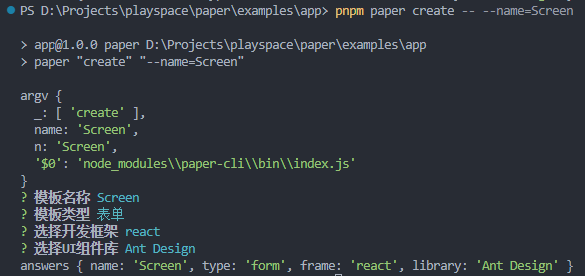 PS D:\Projects\playspace\paper\examples\app> pnpm paper create -- --name=Screen
> app@1.0.0 paper D:\Projects\playspace\paper\examples\app
> paper "create" "--name=Screen"
argv {
_: [ 'create' ],
name: 'Screen',
n: 'Screen',
'$0': 'node_modules\\paper-cli\\bin\\index.js'
}
? 模板名称 Screen
? 模板类型 表单
? 选择开发框架 react
? 选择UI组件库 Ant Design
answers { name: 'Screen', type: 'form', frame: 'react', library: 'Ant Design' }